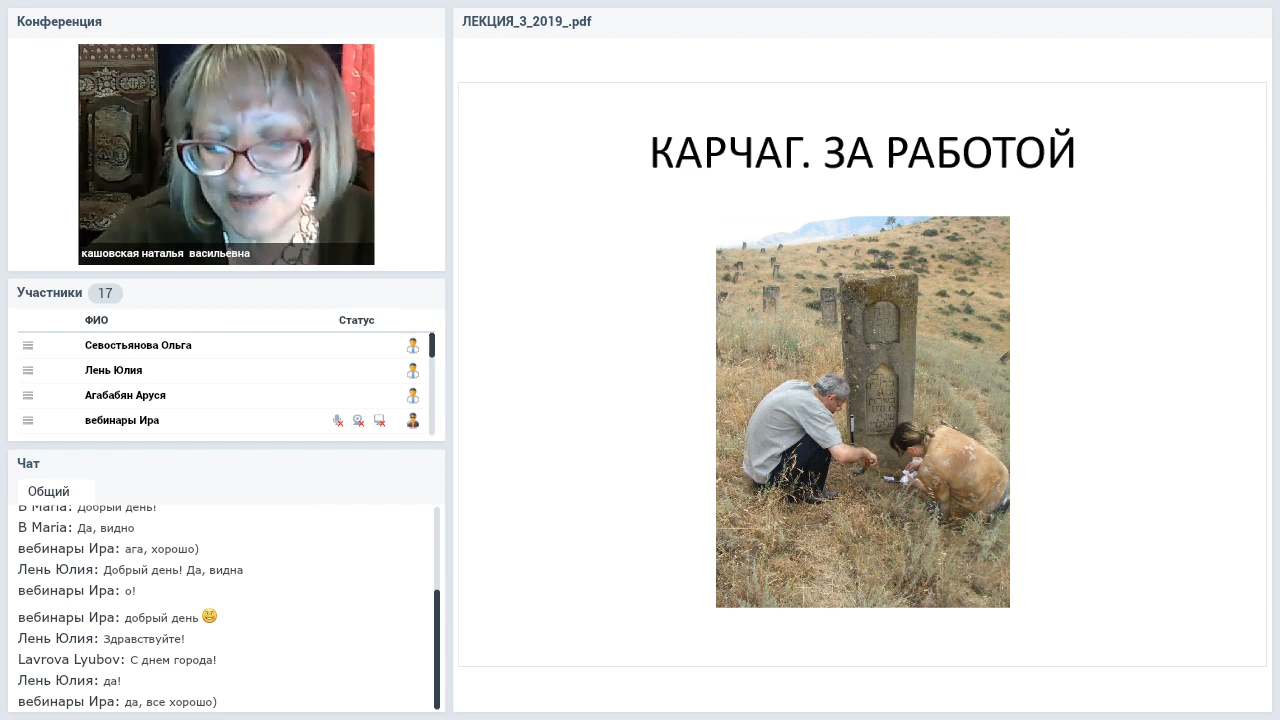 Конференция
кашовская наталья васильевна
Участники 17
ФИО Статус
Севостьянова Ольга
Лень Юлия
Агабабян Аруся
вебинары Ира
Чат
Общий
B Maria: Добрый день!
B Maria: Да, видно
вебинары Ира: ага, хорошо)
Лень Юлия: Добрый день! Да, видна
вебинары Ира: о!
вебинары Ира: добрый день
Лень Юлия: Здравствуйте!
Lavrova Lyubov: С днем города!
Лень Юлия: да!
вебинары Ира: да, все хорошо)
ЛЕКЦИЯ_3_2019_.pdf
КАРЧАГ. ЗА РАБОТОЙ